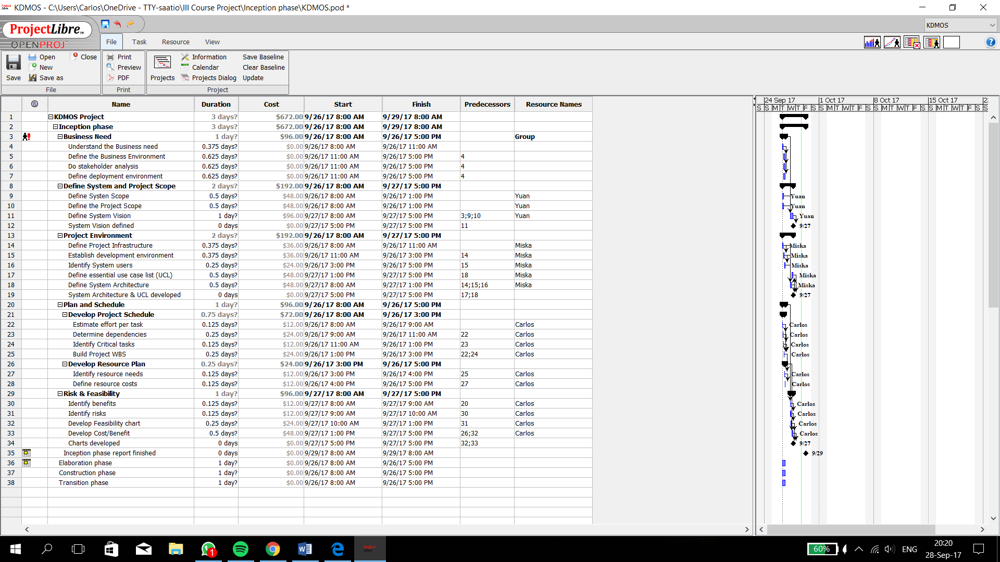 KDMOS - C:\Users\Carlos\OneDrive - TTY-saatio\III Course Project\Inception phase\KDMOS.pod *
ProjectLibre™
OPENPROJ
KDMOS
File Task Resource View
Save Open New Save as Close
File
Print Preview PDF
Print
Projects Information Calendar Projects Dialog Save Baseline Clear Baseline Update
Project
Name Duration Cost Start Finish Predecessors Resource Names
1 KDMOS Project 3 days? $672.00 9/26/17 8:00 AM 9/29/17 8:00 AM
2 Inception phase 3 days? $672.00 9/26/17 8:00 AM 9/29/17 8:00 AM
3 Business Need 1 day? $96.00 9/26/17 8:00 AM 9/26/17 5:00 PM Group
4 Understand the Business need 0.375 days? $0.00 9/26/17 8:00 AM 9/26/17 11:00 AM
5 Define the Business Environment 0.625 days? $0.00 9/26/17 11:00 AM 9/26/17 5:00 PM 4
6 Do stakeholder analysis 0.625 days? $0.00 9/26/17 11:00 AM 9/26/17 5:00 PM 4
7 Define deployment environment 0.625 days? $0.00 9/26/17 11:00 AM 9/26/17 5:00 PM 4
8 Define System and Project Scope 2 days? $192.00 9/26/17 8:00 AM 9/27/17 5:00 PM
9 Define Systen Scope 0.5 days? $48.00 9/26/17 8:00 AM 9/26/17 1:00 PM Yuan
10 Define the Project Scope 0.5 days? $48.00 9/26/17 8:00 AM 9/26/17 1:00 PM Yuan
11 Define System Vision 1 day? $96.00 9/27/17 8:00 AM 9/27/17 5:00 PM 3;9;10 Yuan
12 System Vision defined 0 days $0.00 9/27/17 5:00 PM 9/27/17 5:00 PM 11
13 Project Environment 2 days? $192.00 9/26/17 8:00 AM 9/27/17 5:00 PM
14 Define Project Infrastructure 0.375 days? $36.00 9/26/17 8:00 AM 9/26/17 11:00 AM Miska
15 Establish development environment 0.375 days? $36.00 9/26/17 11:00 AM 9/26/17 3:00 PM 14 Miska
16 Identify System users 0.25 days? $24.00 9/26/17 3:00 PM 9/26/17 5:00 PM 15 Miska
17 Define essential use case list (UCL) 0.5 days? $48.00 9/27/17 1:00 PM 9/27/17 5:00 PM 18 Miska
18 Define System Architecture 0.5 days? $48.00 9/27/17 8:00 AM 9/27/17 1:00 PM 14;15;16 Miska
19 System Architecture & UCL developed 0 days $0.00 9/27/17 5:00 PM 9/27/17 5:00 PM 17;18
20 Plan and Schedule 1 day? $96.00 9/26/17 8:00 AM 9/26/17 5:00 PM
21 Develop Project Schedule 0.75 days? $72.00 9/26/17 8:00 AM 9/26/17 3:00 PM
22 Estimate effort per task 0.125 days? $12.00 9/26/17 8:00 AM 9/26/17 9:00 AM Carlos
23 Determine dependencies 0.25 days? $24.00 9/26/17 9:00 AM 9/26/17 11:00 AM 22 Carlos
24 Identify Critical tasks 0.125 days? $12.00 9/26/17 11:00 AM 9/26/17 1:00 PM 23 Carlos
25 Build Project WBS 0.25 days? $24.00 9/26/17 1:00 PM 9/26/17 3:00 PM 22;24 Carlos
26 Develop Resource Plan 0.25 days? $24.00 9/26/17 3:00 PM 9/26/17 5:00 PM
27 Identify resource needs 0.125 days? $12.00 9/26/17 3:00 PM 9/26/17 4:00 PM 25 Carlos
28 Define resource costs 0.125 days? $12.00 9/26/17 4:00 PM 9/26/17 5:00 PM 27 Carlos
29 Risk & Feasibility 1 day? $96.00 9/27/17 8:00 AM 9/27/17 5:00 PM
30 Identify benefits 0.125 days? $12.00 9/27/17 8:00 AM 9/27/17 9:00 AM 20 Carlos
31 Identify risks 0.125 days? $12.00 9/27/17 9:00 AM 9/27/17 10:00 AM 30 Carlos
32 Develop Feasibility chart 0.25 days? $24.00 9/27/17 10:00 AM 9/27/17 1:00 PM 31 Carlos
33 Develop Cost/Benefit 0.5 days? $48.00 9/27/17 1:00 PM 9/27/17 5:00 PM 26;32 Carlos
34 Charts developed 0 days $0.00 9/27/17 5:00 PM 9/27/17 5:00 PM 32;33
35 Inception phase report finished 0 days $0.00 9/29/17 8:00 AM 9/29/17 8:00 AM
36 Elaboration phase 1 day? $0.00 9/26/17 8:00 AM 9/26/17 5:00 PM
37 Construction phase 1 day? $0.00 9/26/17 8:00 AM 9/26/17 5:00 PM
38 Transition phase 1 day? $0.00 9/26/17 8:00 AM 9/26/17 5:00 PM
24 Sep 17 1 Oct 17 8 Oct 17 15 Oct 17 22
S S M T W T F S S M T W T F S S M T W T F S S M T W T F S S
Yuan
Yuan
Yuan
9/27
Miska
Miska
Miska
Miska
Miska
9/27
Carlos
Carlos
Carlos
Carlos
Carlos
Carlos
Carlos
Carlos
Carlos
Carlos
9/27
9/29
1
ProjectLibre
60%
ENG
20:20
28-Sep-17